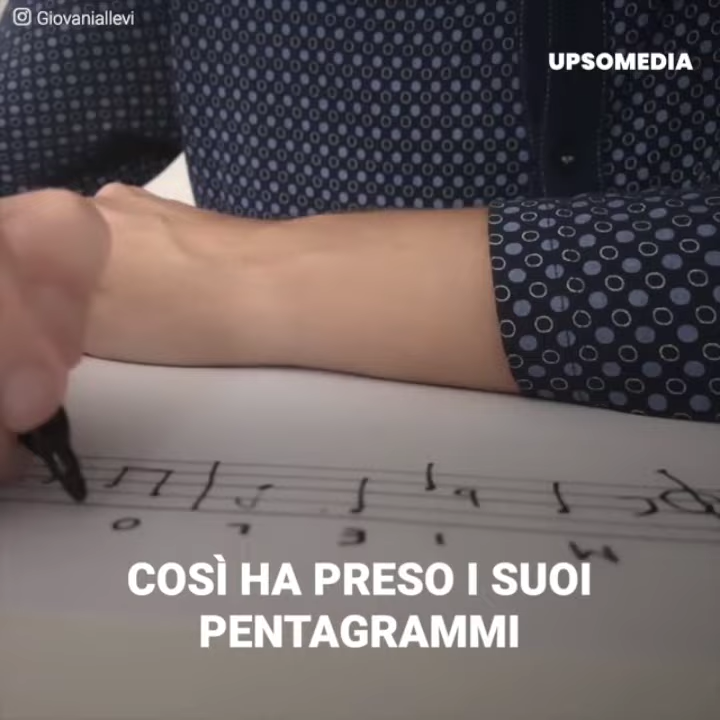 Giovaniallevi
UPSOMEDIA
M I E L O
COSÌ HA PRESO I SUOI
PENTAGRAMMI